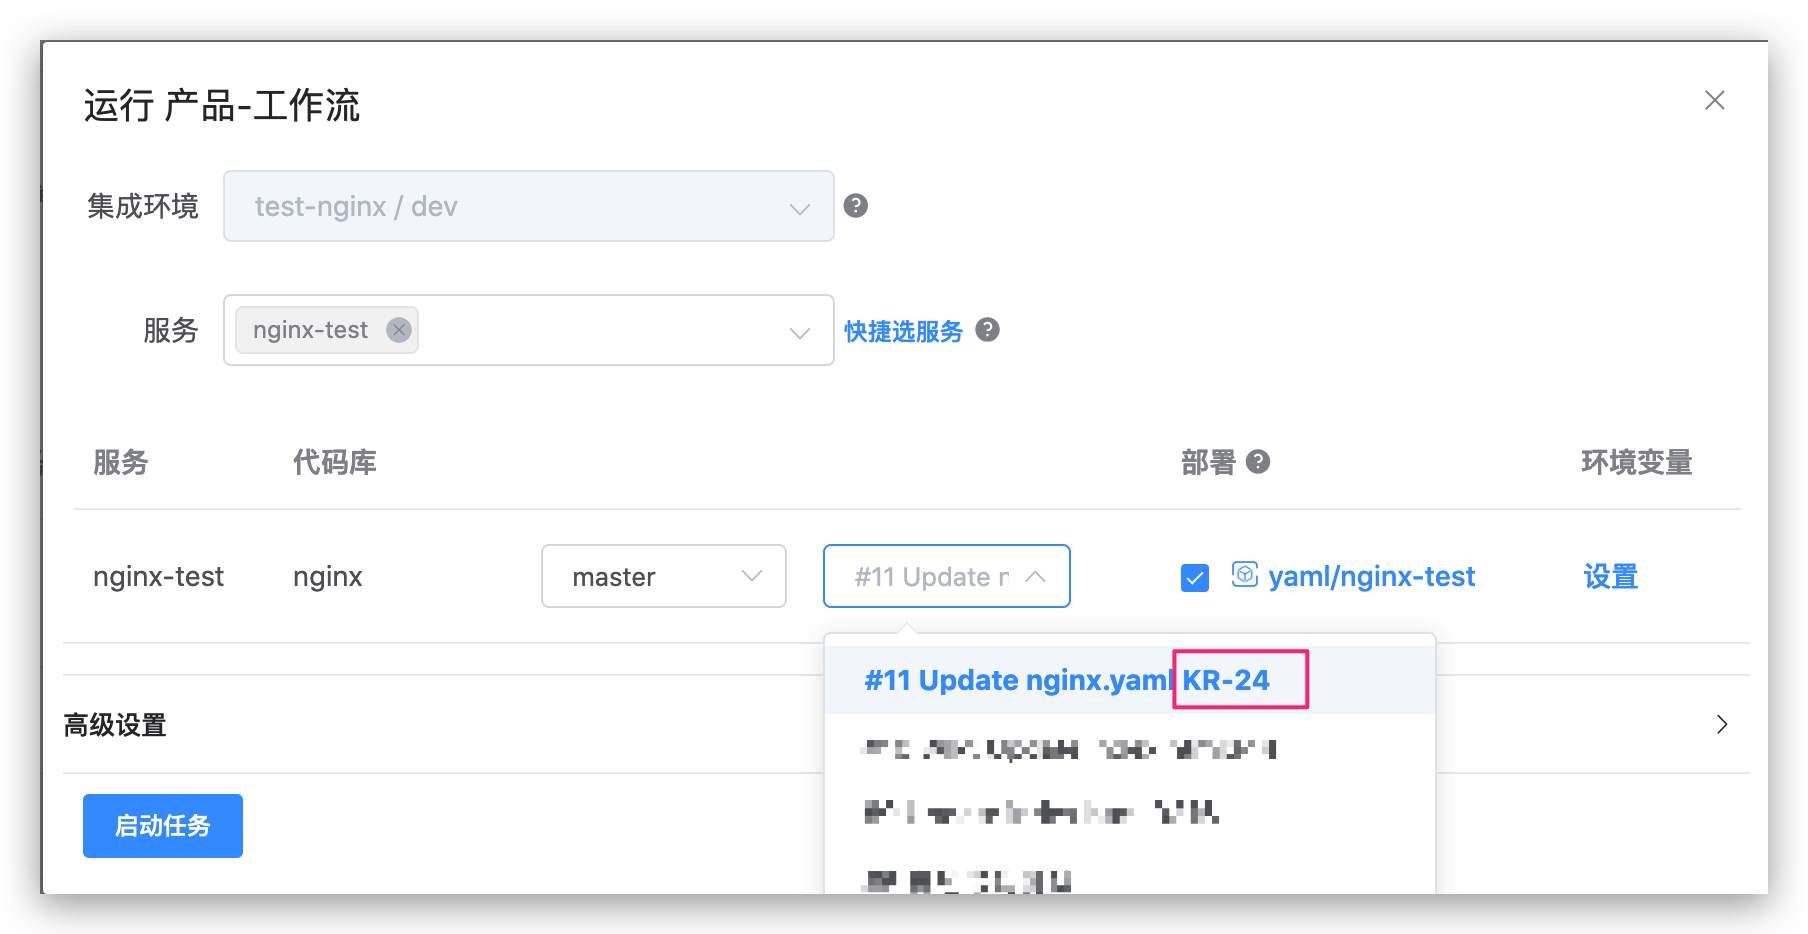 运行 产品-工作流
集成环境 test-nginx / dev
服务 nginx-test 快捷选服务
服务 代码库 部署 环境变量
nginx-test nginx master #11 Update yaml/nginx-test 设置
#11 Update nginx.yaml KR-24
高级设置
启动任务